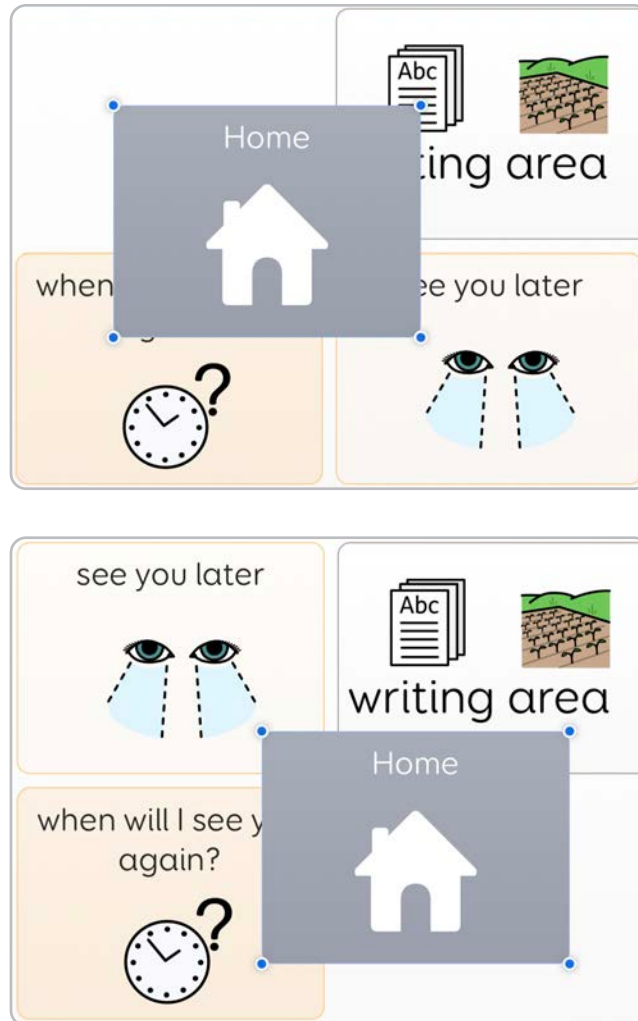 Abc
Home
ting area
when
ee you later
see you later
Abc
writing area
Home
when will I see y
again?